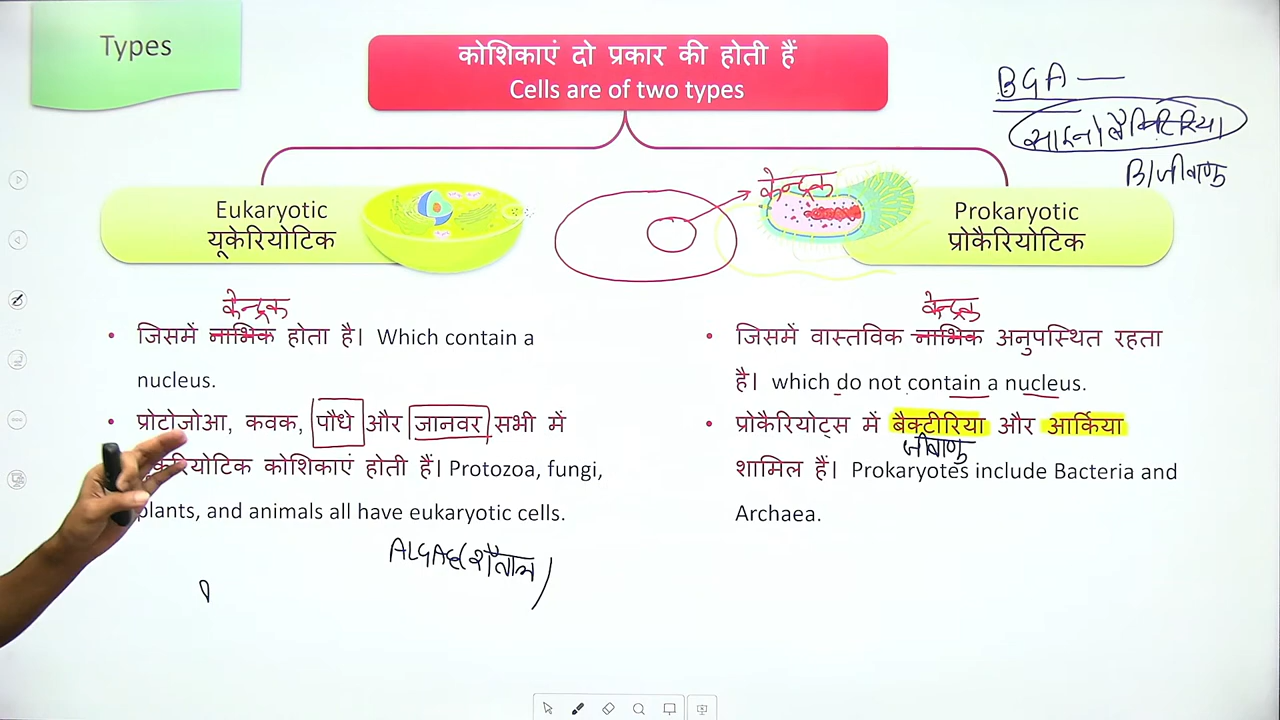 Types
कोशिकाएं दो प्रकार की होती हैं
Cells are of two types
BGA —
साइनोबैक्टिरिया
B/जीवाणु
Eukaryotic
यूकेरियोटिक
केन्द्रक
Prokaryotic
प्रोकैरियोटिक
केन्द्रक
जिसमें नाभिक होता है। Which contain a
nucleus.
प्रोटोजोआ, कवक, पौधे और जानवर सभी में
कोशिकाएं होती हैं। Protozoa, fungi,
plants, and animals all have eukaryotic cells.
ALGAE(शैवाल)
केन्द्रक
जिसमें वास्तविक नाभिक अनुपस्थित रहता
है। which do not contain a nucleus.
प्रोकैरियोट्स में बैक्टीरिया और आर्किया
जीवाणु
शामिल हैं। Prokaryotes include Bacteria and
Archaea.